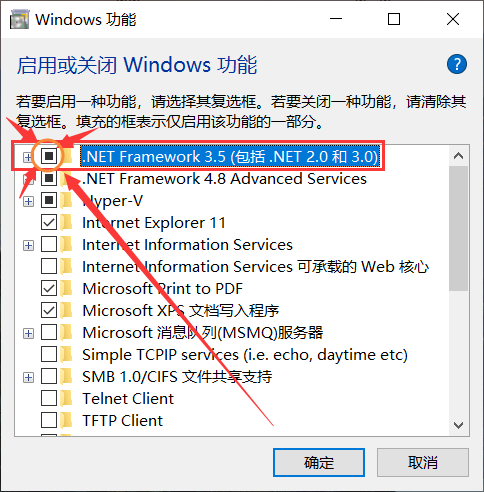 Windows 功能
启用或关闭 Windows 功能
若要启用一种功能，请选择其复选框。若要关闭一种功能，请清除其
复选框。填充的框表示仅启用该功能的一部分。
.NET Framework 3.5 (包括 .NET 2.0 和 3.0)
.NET Framework 4.8 Advanced Services
Hyper-V
Internet Explorer 11
Internet Information Services
Internet Information Services 可承载的 Web 核心
Microsoft Print to PDF
Microsoft XPS 文档写入程序
Microsoft 消息队列(MSMQ)服务器
Simple TCPIP services (i.e. echo, daytime etc)
SMB 1.0/CIFS 文件共享支持
Telnet Client
TFTP Client
确定
取消